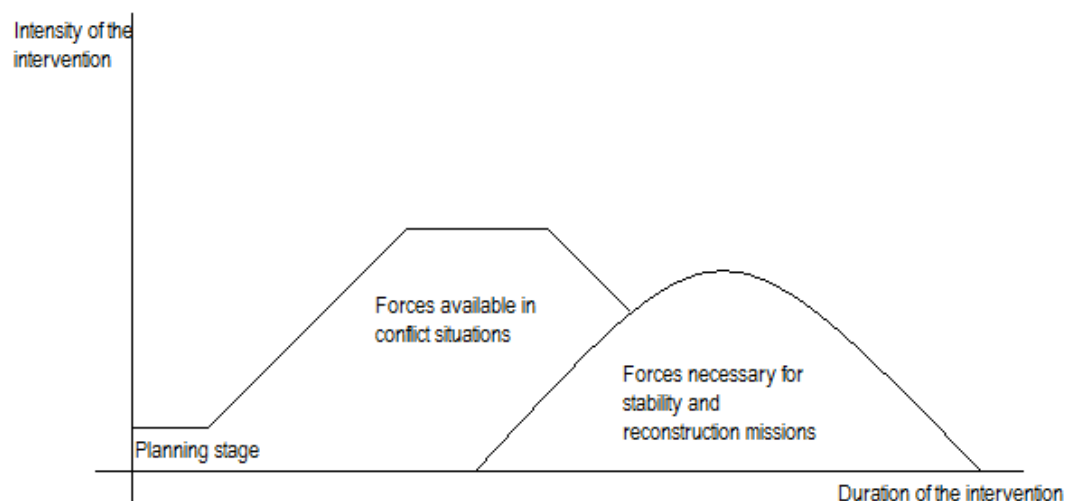 Intensity of the
intervention
Forces available in
conflict situations
Forces necessary for
stability and
reconstruction missions
Planning stage
Duration of the intervention